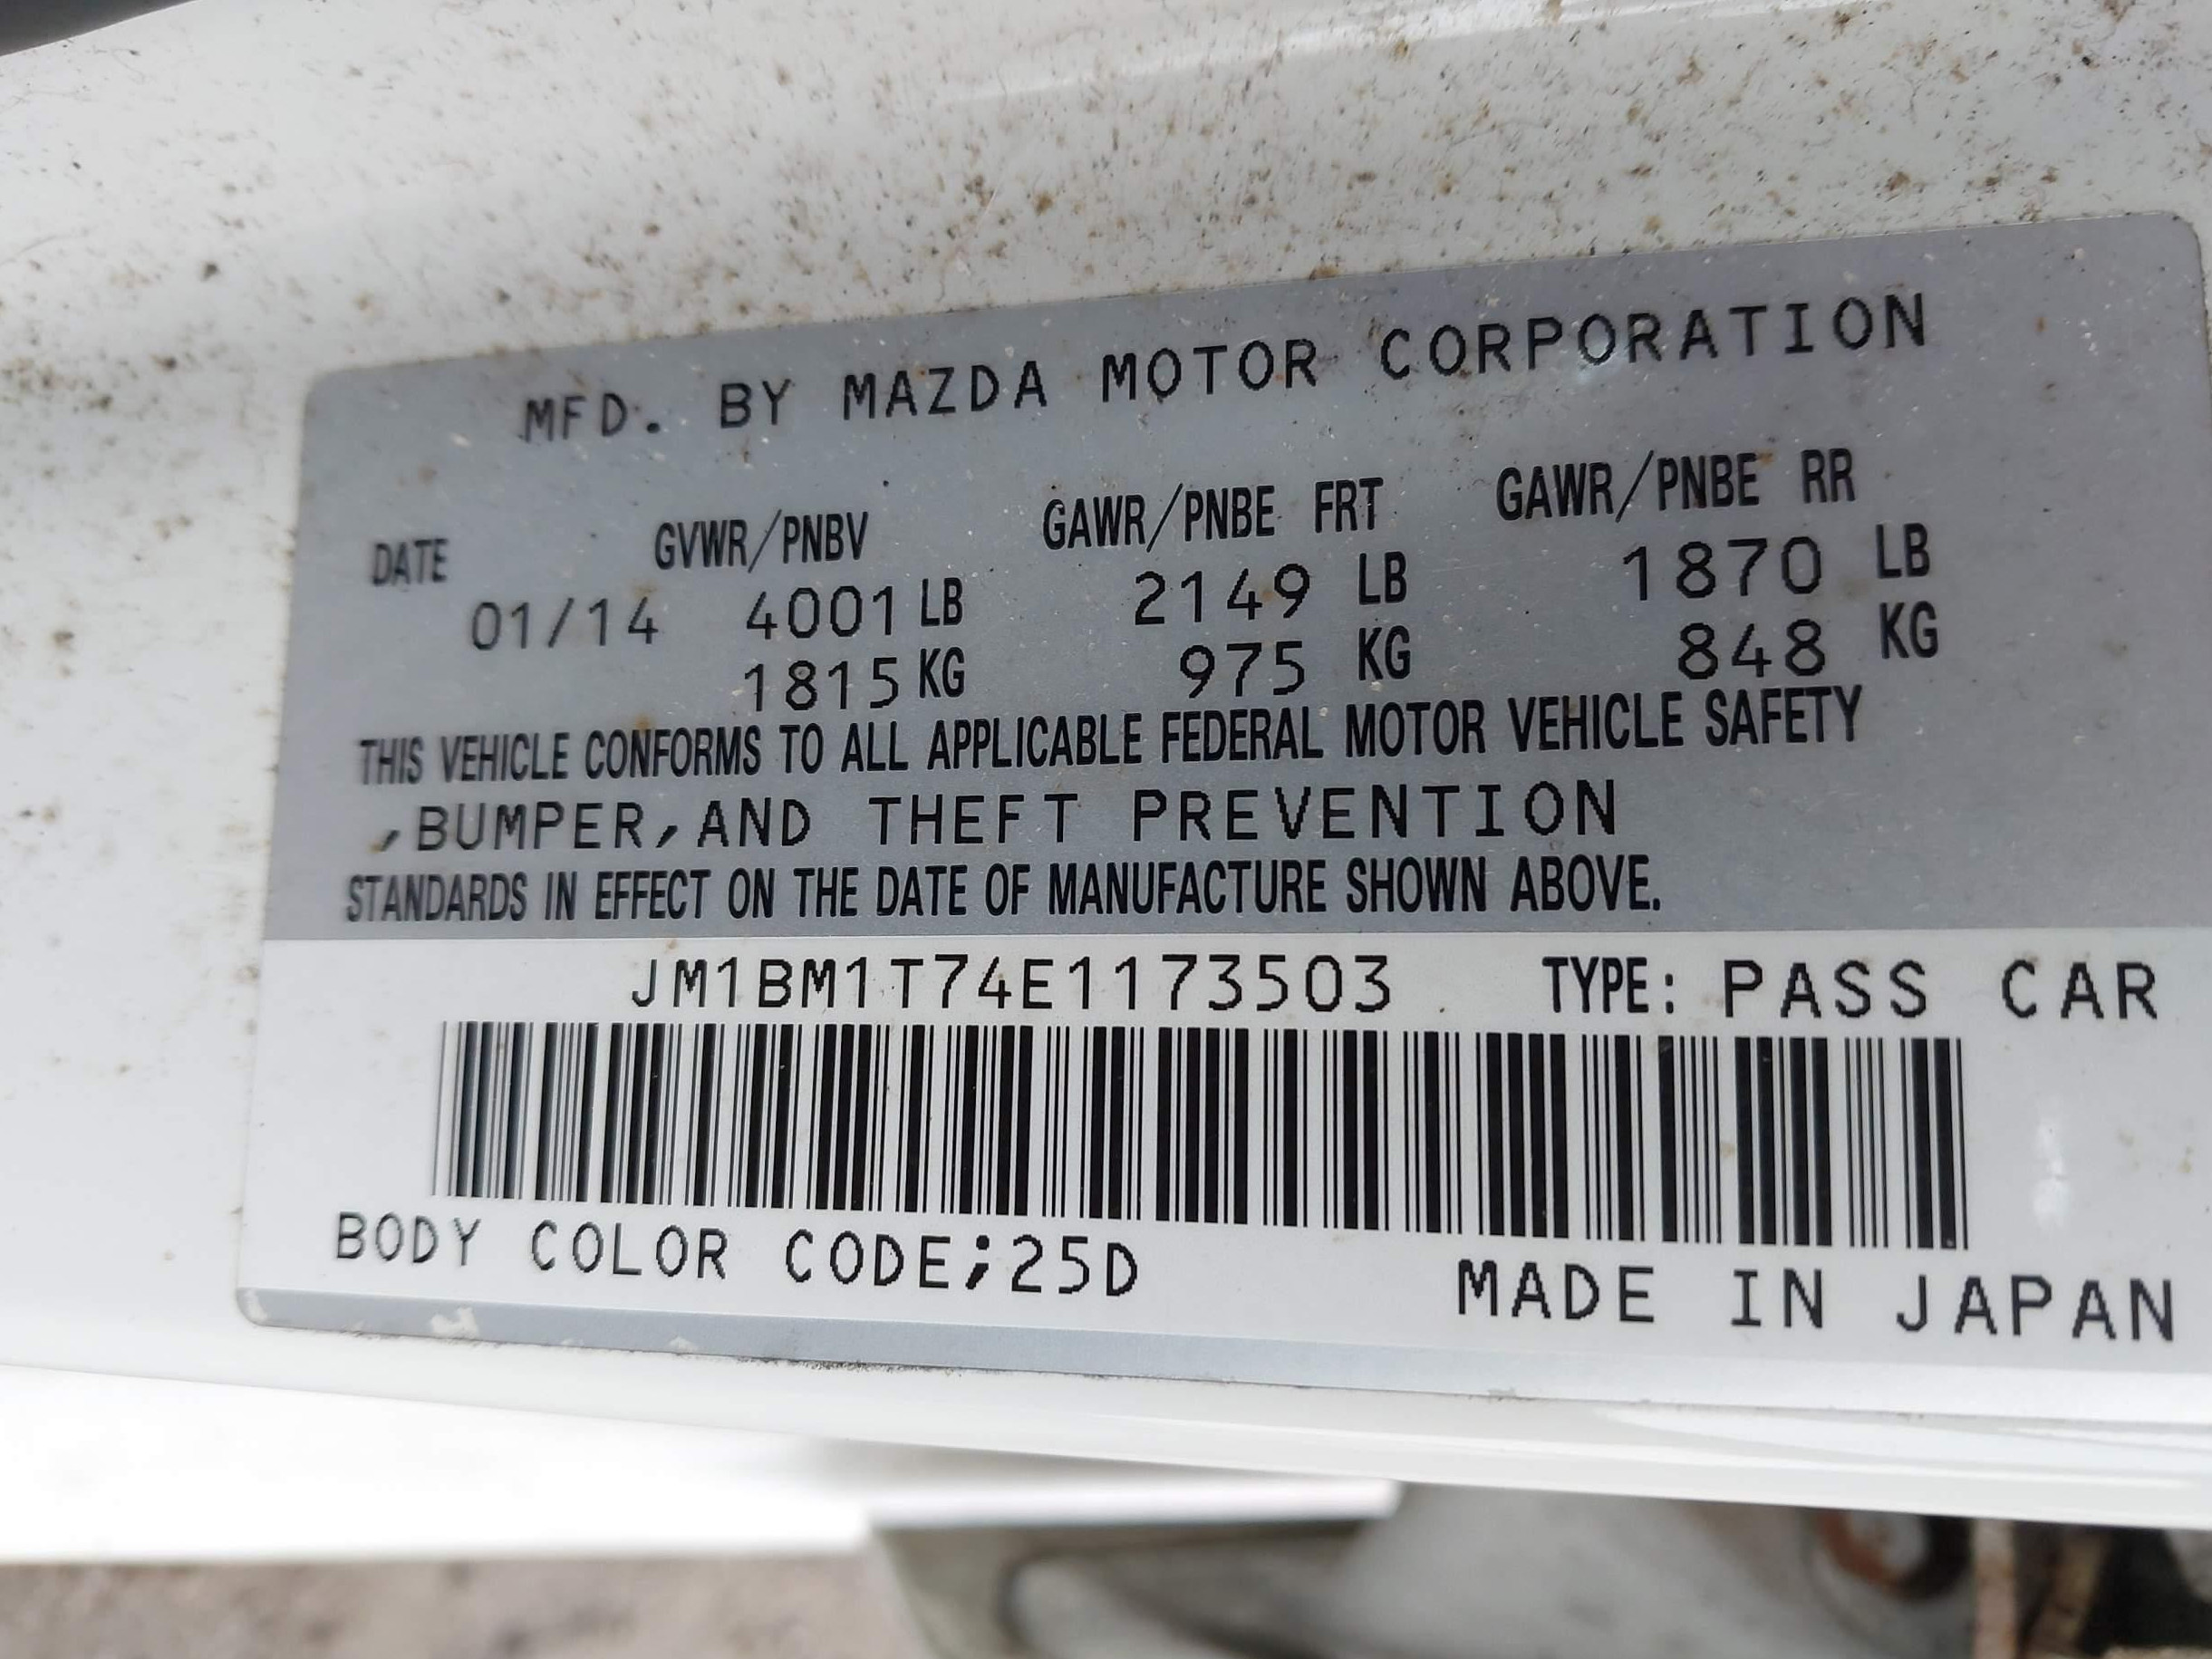 MFD. BY MAZDA MOTOR CORPORATION
DATE GVWR/PNBV GAWR/PNBE FRT GAWR/PNBE RR
01/14 4001 LB 2149 LB 1870 LB
1815 KG 975 KG 848 KG
THIS VEHICLE CONFORMS TO ALL APPLICABLE FEDERAL MOTOR VEHICLE SAFETY
,BUMPER,AND THEFT PREVENTION
STANDARDS IN EFFECT ON THE DATE OF MANUFACTURE SHOWN ABOVE.
JM1BM1T74E1173503 TYPE: PASS CAR
BODY COLOR CODE;25D
MADE IN JAPAN